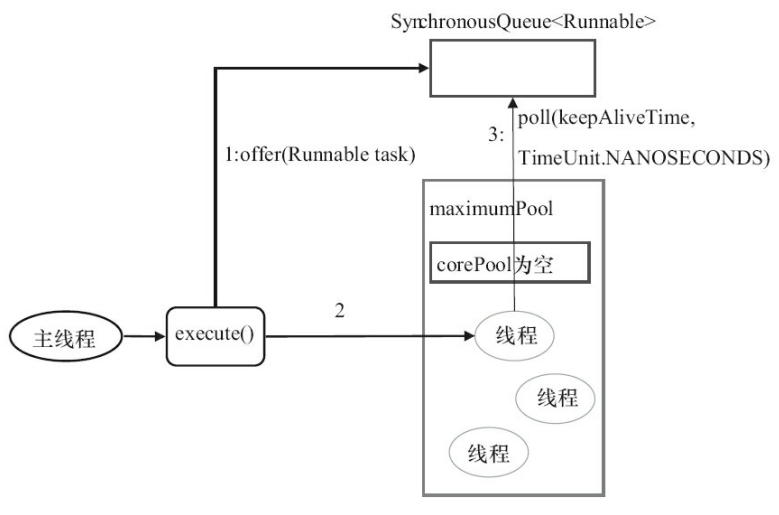 SynchronousQueue<Runnable>
poll(keepAliveTime,
3:
TimeUnit.NANOSECONDS)
1:offer(Runnable task)
maximumPool
corePool为空
2
主线程
execute()
线程
线程
线程